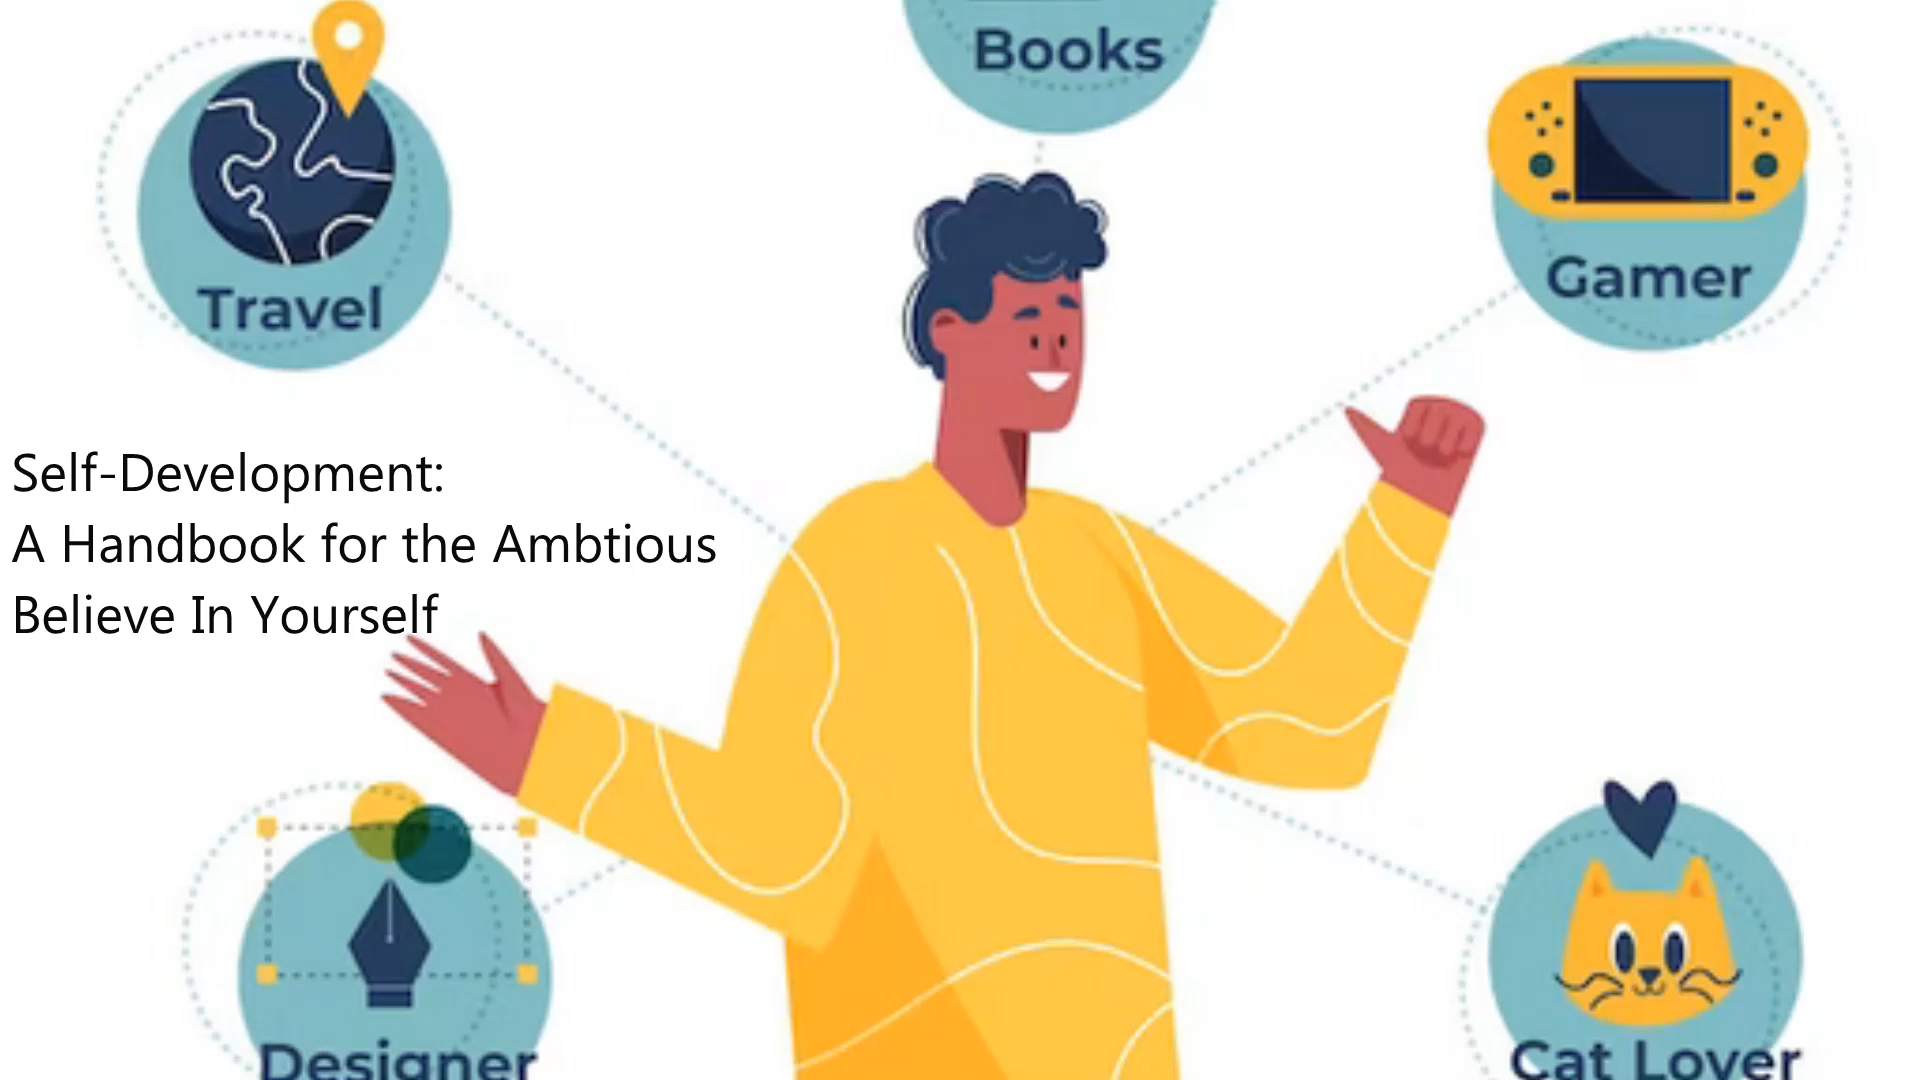 Books
Travel
Gamer
Self-Development:
A Handbook for the Ambtious
Believe In Yourself
Designer
Cat Lover